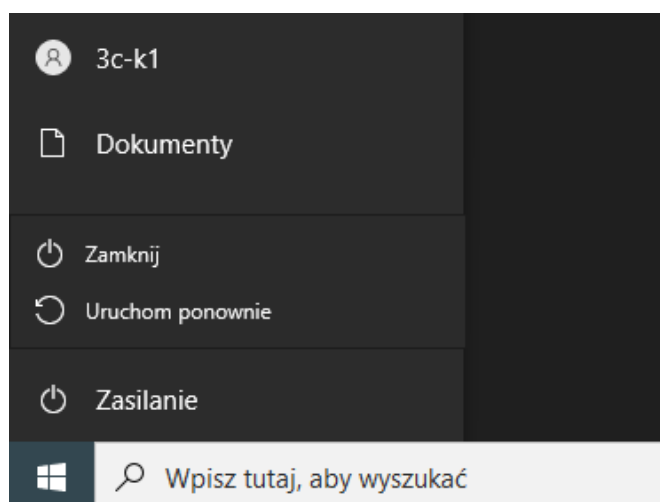 3c-k1
Dokumenty
Zamknij
Uruchom ponownie
Zasilanie
Wpisz tutaj, aby wyszukać